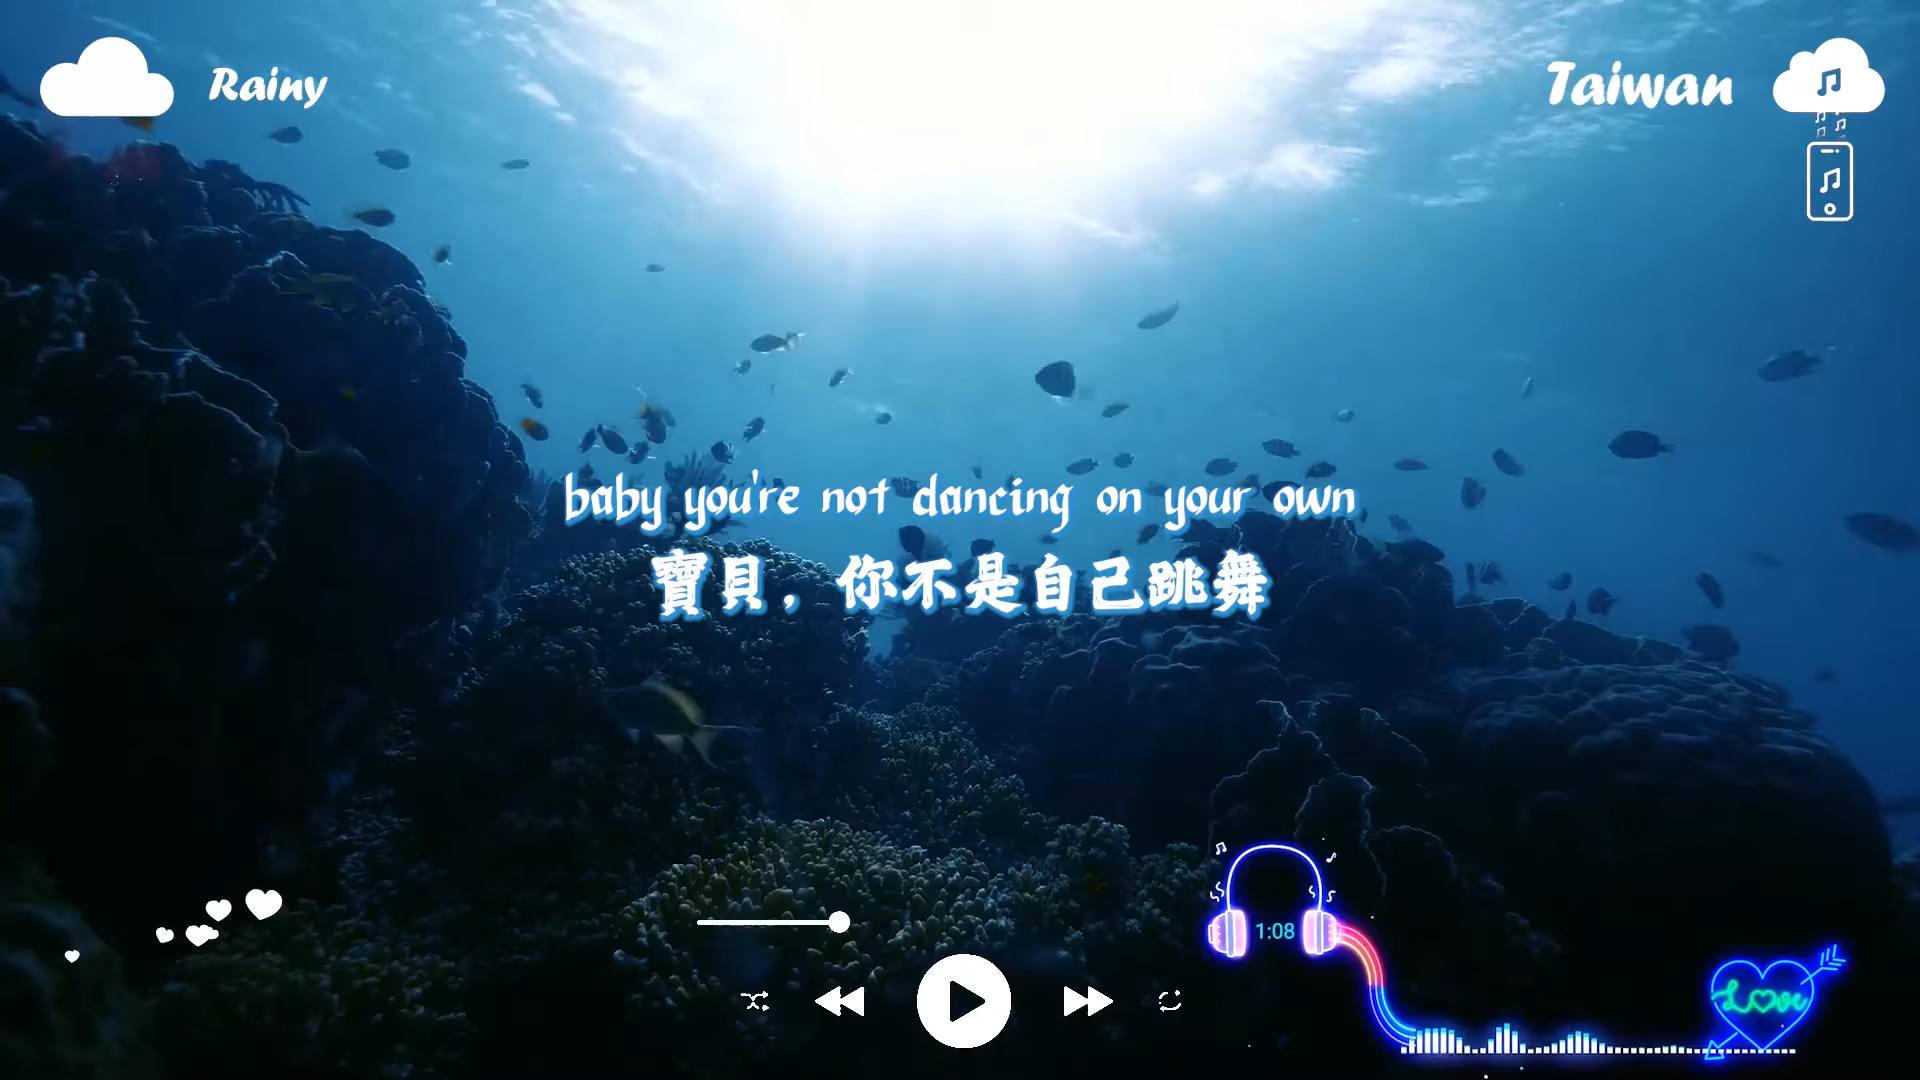 Rainy
Taiwan
baby you're not dancing on your own
寶貝，你不是自己跳舞
1:08
Love